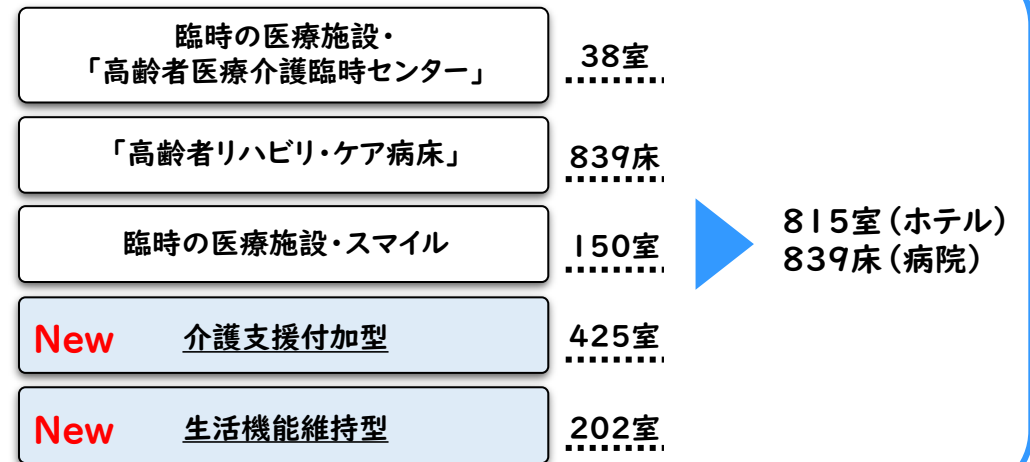 臨時の医療施設・
「高齢者医療介護臨時センター」
38室
「高齢者リハビリ・ケア病床」
839床
臨時の医療施設・スマイル
150室
New 介護支援付加型
425室
New 生活機能維持型
202室
815室(ホテル)
839床(病院)